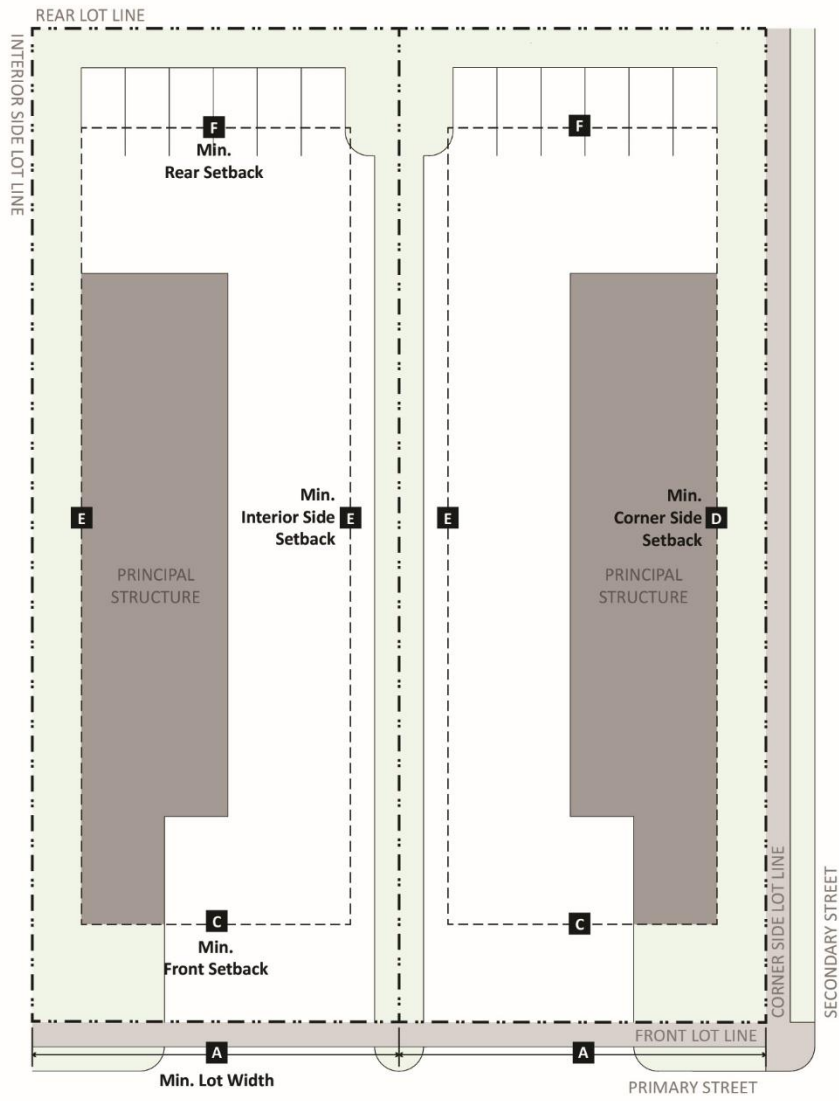 REAR LOT LINE
INTERIOR SIDE LOT LINE
F
Min.
Rear Setback
F
E
Min.
Interior Side
Setback
E
E
Min.
Corner Side
Setback
D
PRINCIPAL
STRUCTURE
PRINCIPAL
STRUCTURE
C
Min.
Front Setback
C
CORNER SIDE LOT LINE
SECONDARY STREET
FRONT LOT LINE
A
A
Min. Lot Width
PRIMARY STREET